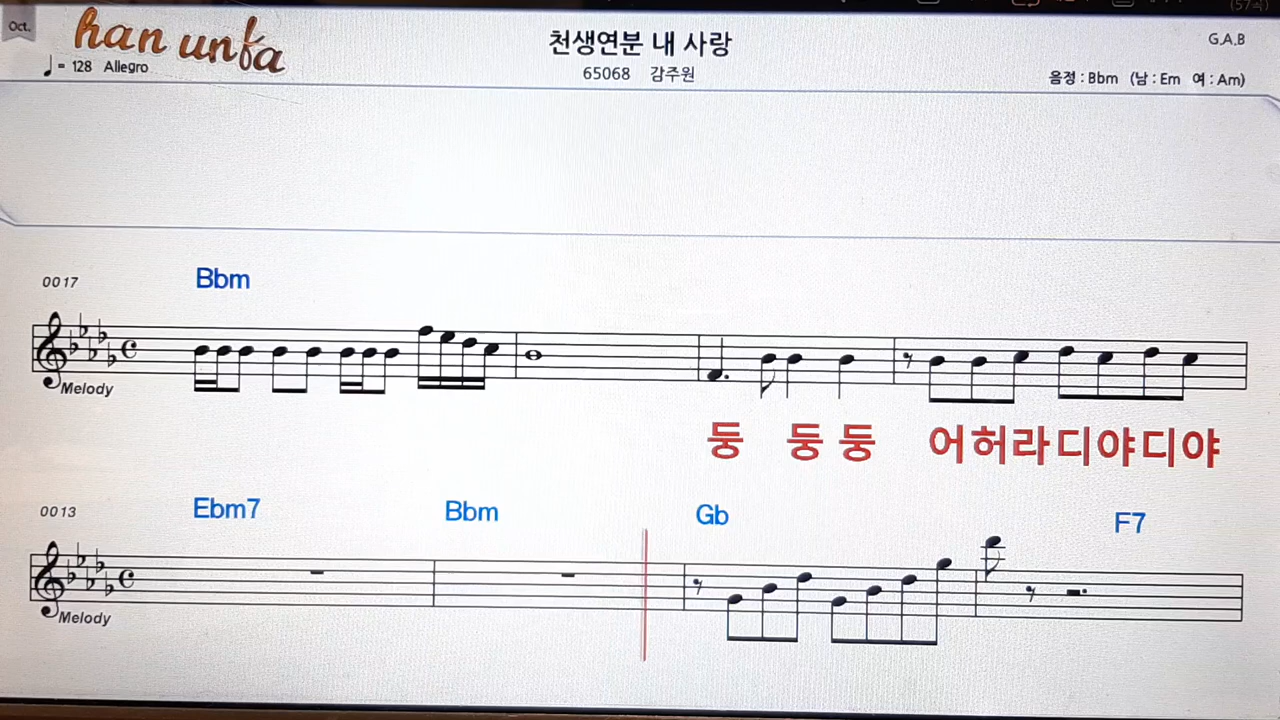 Oct.
han unfa
천생연분 내 사랑
G.A.B
♩= 128 Allegro
65068 감주원
음정 : Bbm (남 : Em 여 : Am)
0017
Bbm
Melody
둥 둥 둥 어허라디야디야
0013
Ebm7 Bbm Gb F7
Melody